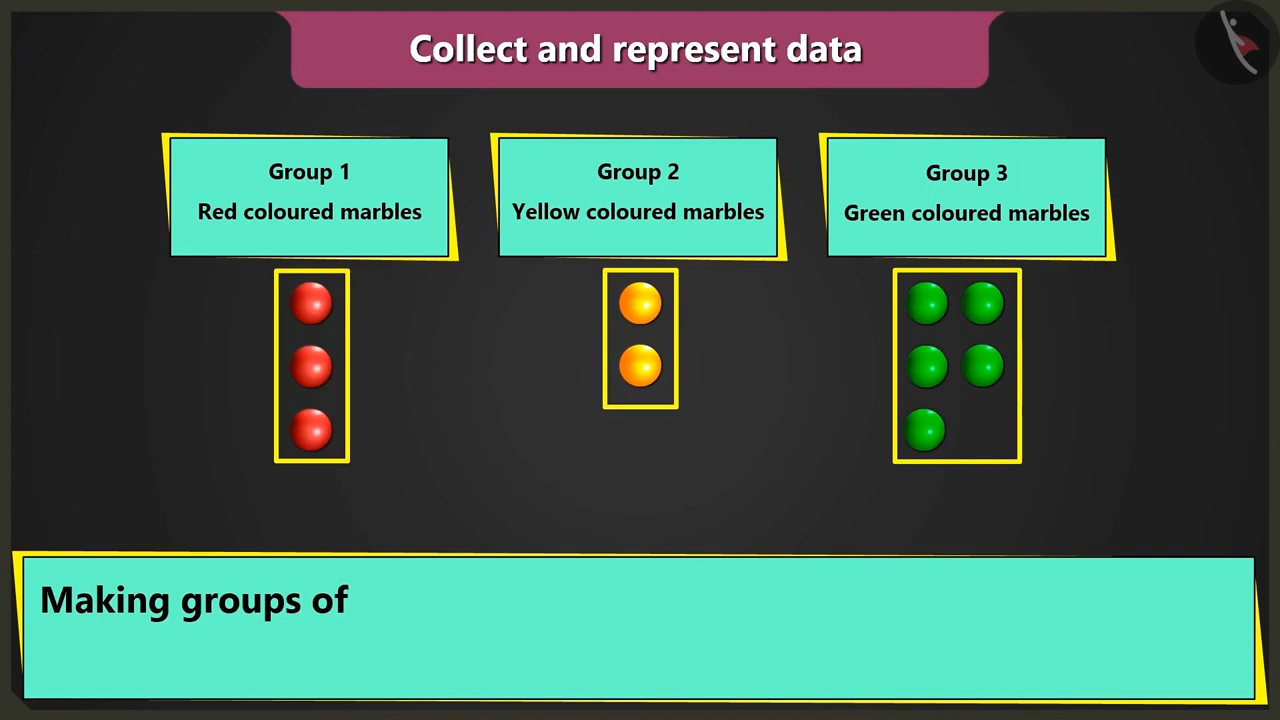 Collect and represent data
Group 1
Red coloured marbles
Group 2
Yellow coloured marbles
Group 3
Green coloured marbles
Making groups of